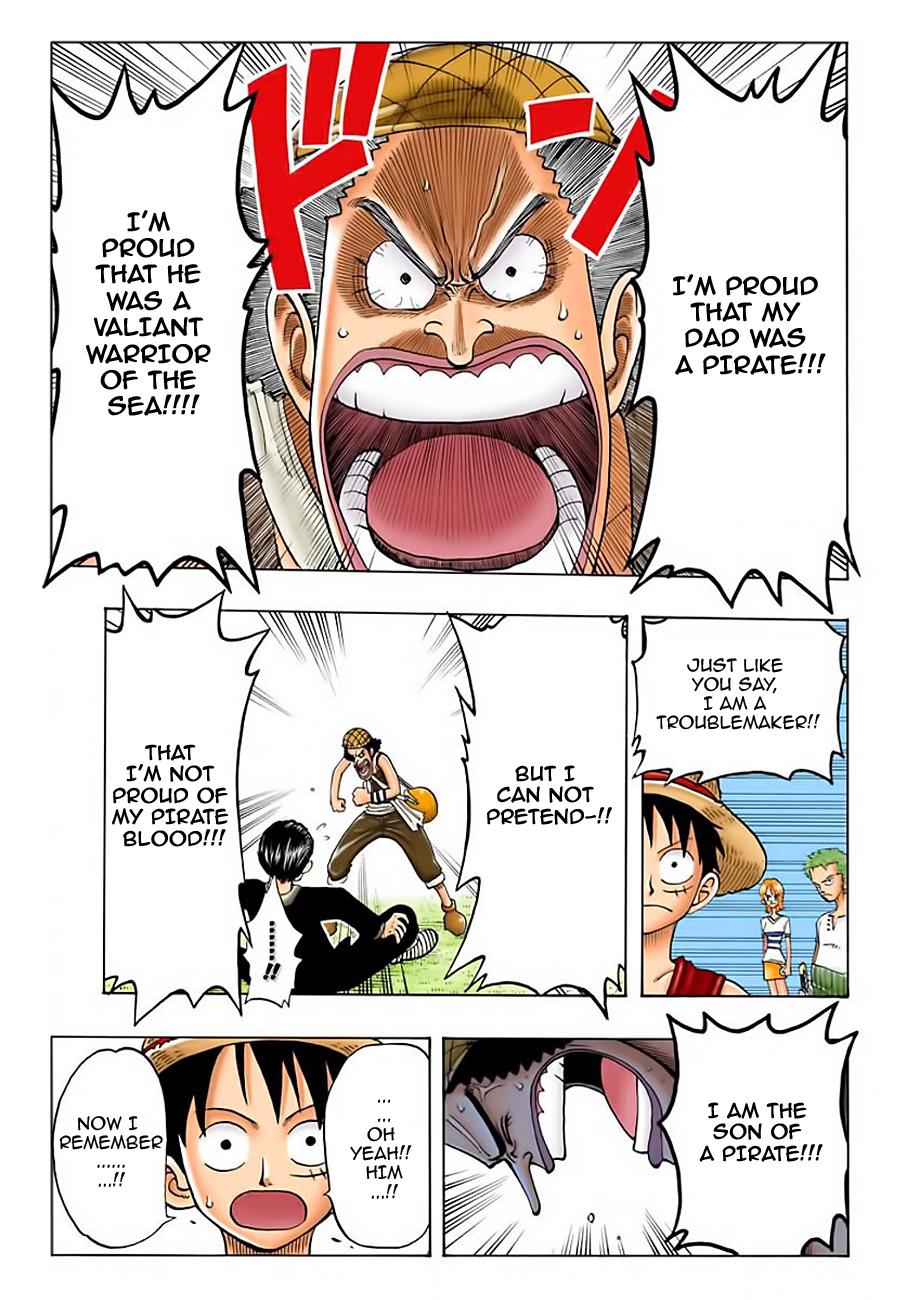 I'M PROUD
THAT MY
DAD WAS
A PIRATE!!!
ドン
I'M
PROUD
THAT HE
WAS A
VALIANT
WARRIOR
OF THE
SEA!!!!
JUST LIKE
YOU SAY,
I AM A
TROUBLEMAKER!!
BUT I
CAN NOT
PRETEND-!!
THAT
I'M NOT
PROUD OF
MY PIRATE
BLOOD!!!
........!!
I AM THE
SON OF
A PIRATE!!!
...
...
OH
YEAH!!
HIM
...!!
NOW I
REMEMBER
......
...!!